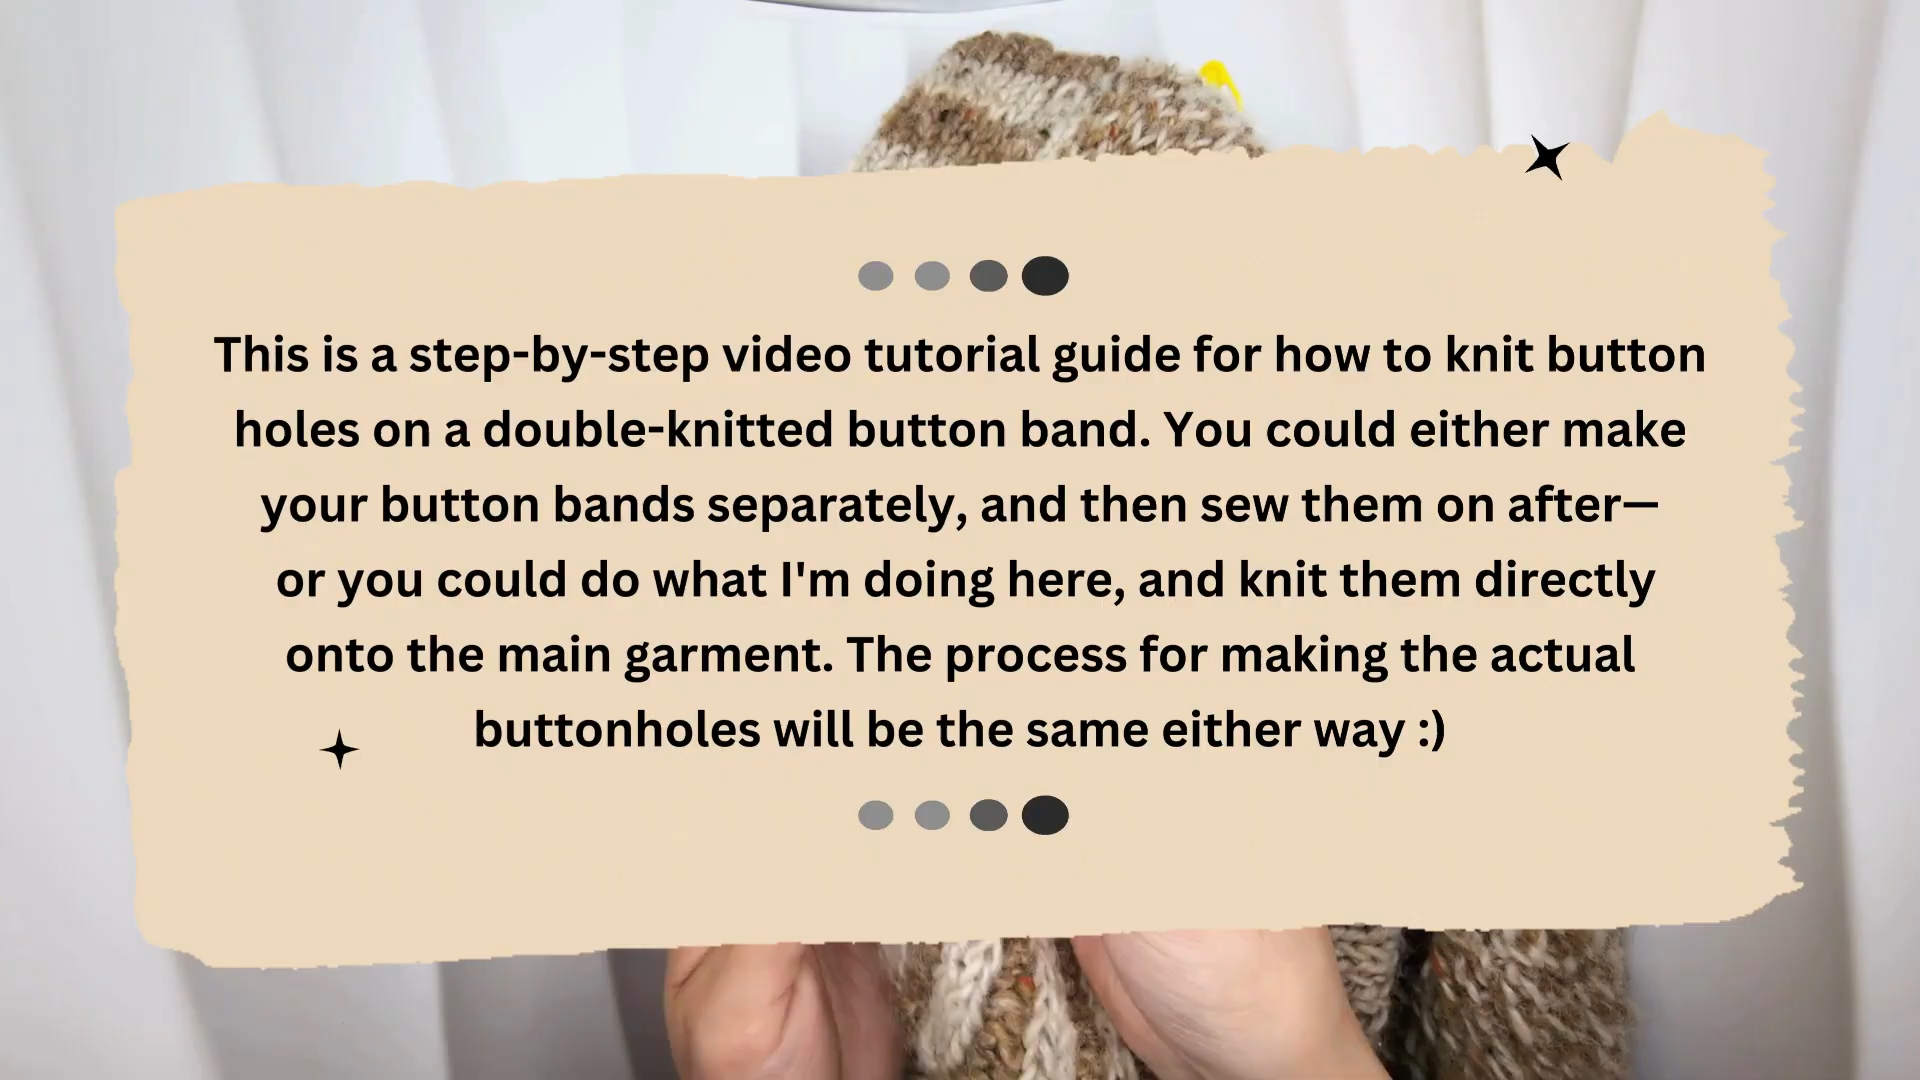 This is a step-by-step video tutorial guide for how to knit button
holes on a double-knitted button band. You could either make
your button bands separately, and then sew them on after—
or you could do what I'm doing here, and knit them directly
onto the main garment. The process for making the actual
buttonholes will be the same either way :)